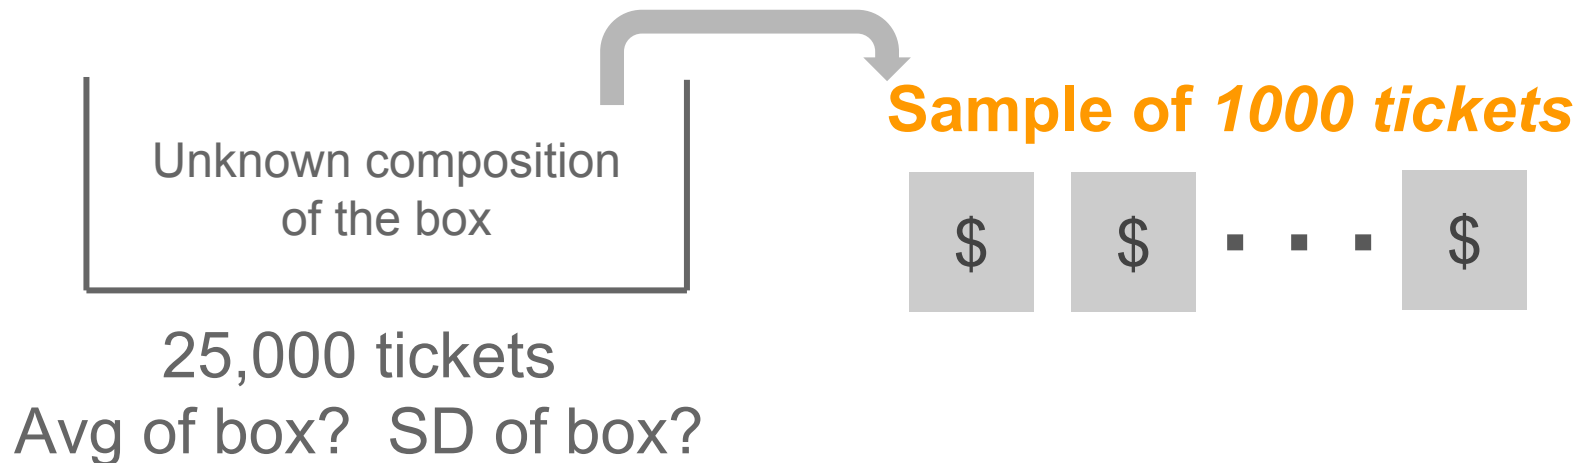 Unknown composition
of the box
25,000 tickets
Avg of box? SD of box?
Sample of 1000 tickets
$ $ . . . $